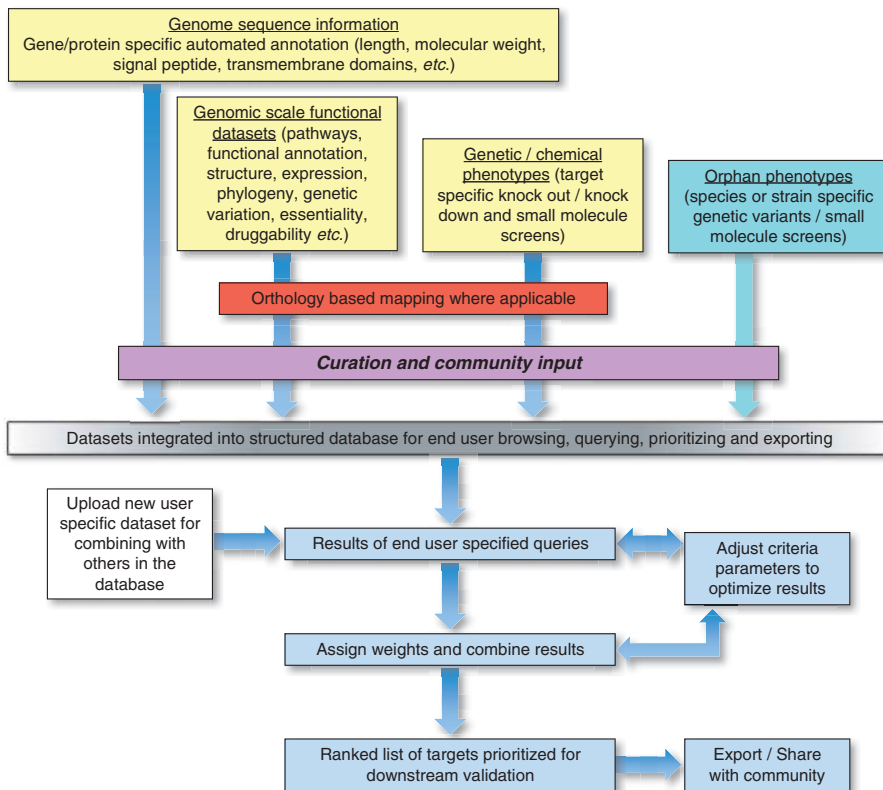 Genome sequence information
Gene/protein specific automated annotation (length, molecular weight,
signal peptide, transmembrane domains, etc.)
Genomic scale functional
datasets (pathways,
functional annotation,
structure, expression,
phylogeny, genetic
variation, essentiality,
druggability etc.)
Genetic / chemical
phenotypes (target
specific knock out / knock
down and small molecule
screens)
Orphan phenotypes
(species or strain specific
genetic variants / small
molecule screens)
Orthology based mapping where applicable
Curation and community input
Datasets integrated into structured database for end user browsing, querying, prioritizing and exporting
Upload new user
specific dataset for
combining with
others in the
database
Results of end user specified queries
Adjust criteria
parameters to
optimize results
Assign weights and combine results
Ranked list of targets prioritized for
downstream validation
Export / Share
with community